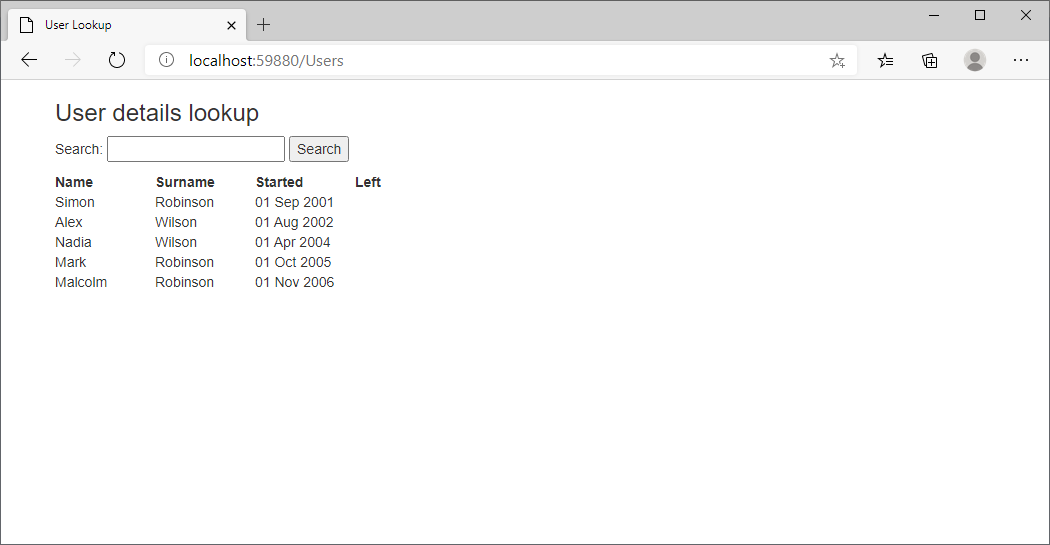 User Lookup
localhost:59880/Users
User details lookup
Search: Search
Name Surname Started Left
Simon Robinson 01 Sep 2001
Alex Wilson 01 Aug 2002
Nadia Wilson 01 Apr 2004
Mark Robinson 01 Oct 2005
Malcolm Robinson 01 Nov 2006